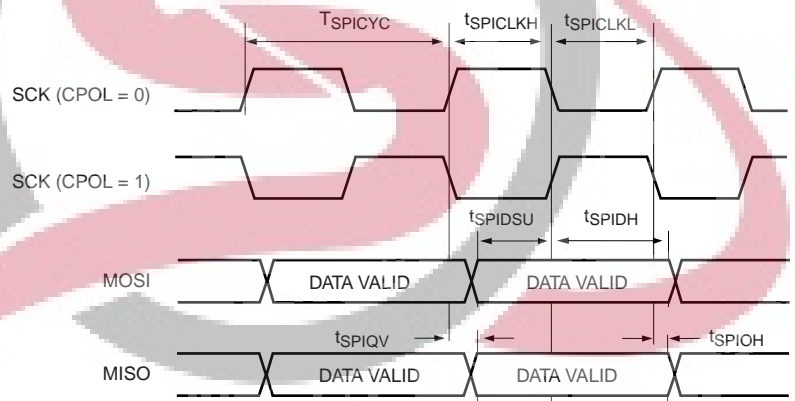 TSPICYC tSPICLKH tSPICLKL
SCK (CPOL = 0)
SCK (CPOL = 1)
tSPIDSU tSPIDH
MOSI DATA VALID DATA VALID
tSPIQV tSPIOH
MISO DATA VALID DATA VALID